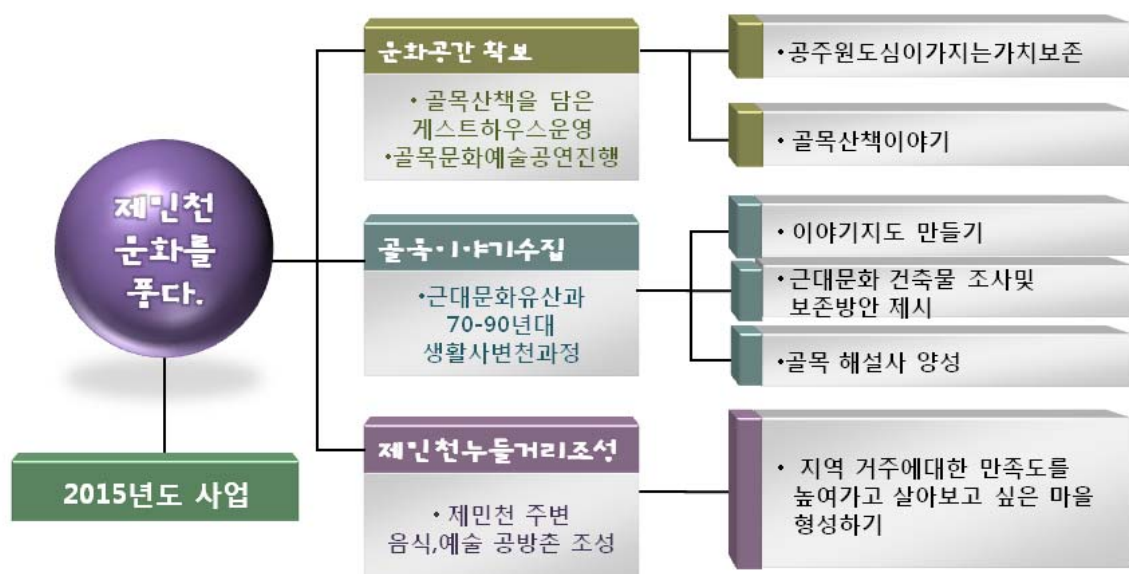 제민천
문화를
품다.
2015년도 사업
문화공간 확보
• 골목산책을 담은
게스트하우스운영
•골목문화예술공연진행
•공주원도심이가지는가치보존
•골목산책이야기
골목·이야기수집
•근대문화유산과
70-90년대
생활사변천과정
•이야기지도 만들기
•근대문화 건축물 조사및
보존방안 제시
•골목 해설사 양성
제민천누들거리조성
• 제민천 주변
음식,예술 공방촌 조성
• 지역 거주에대한 만족도를
높여가고 살아보고 싶은 마을
형성하기